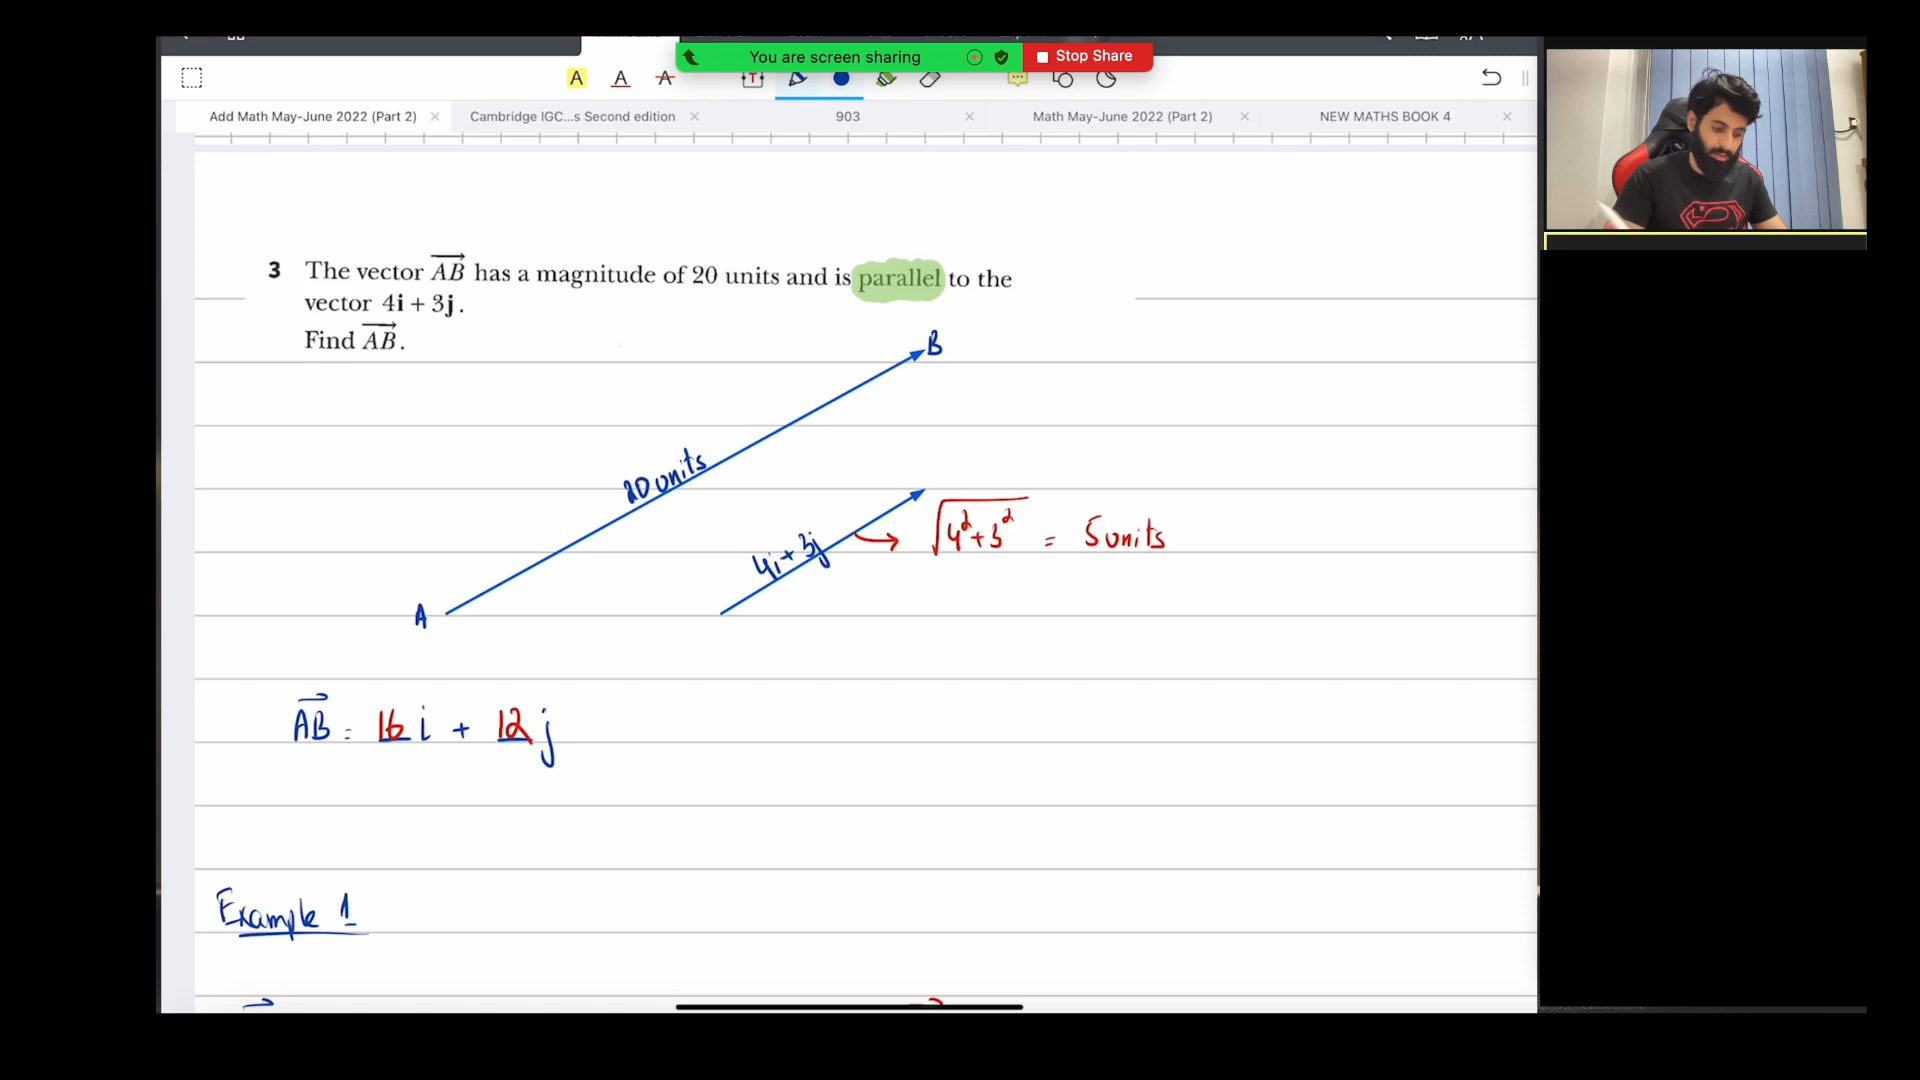 You are screen sharing
Stop Share
A A A T
Add Math May-June 2022 (Part 2) ×
Cambridge IGC...s Second edition ×
903 ×
Math May-June 2022 (Part 2) ×
NEW MATHS BOOK 4 ×
3 The vector AB has a magnitude of 20 units and is parallel to the
vector 4i + 3j.
Find AB.
B
20 units
4i + 3j
√4²+3² = 5 units
A
AB = 16 i + 12 j
Example 1